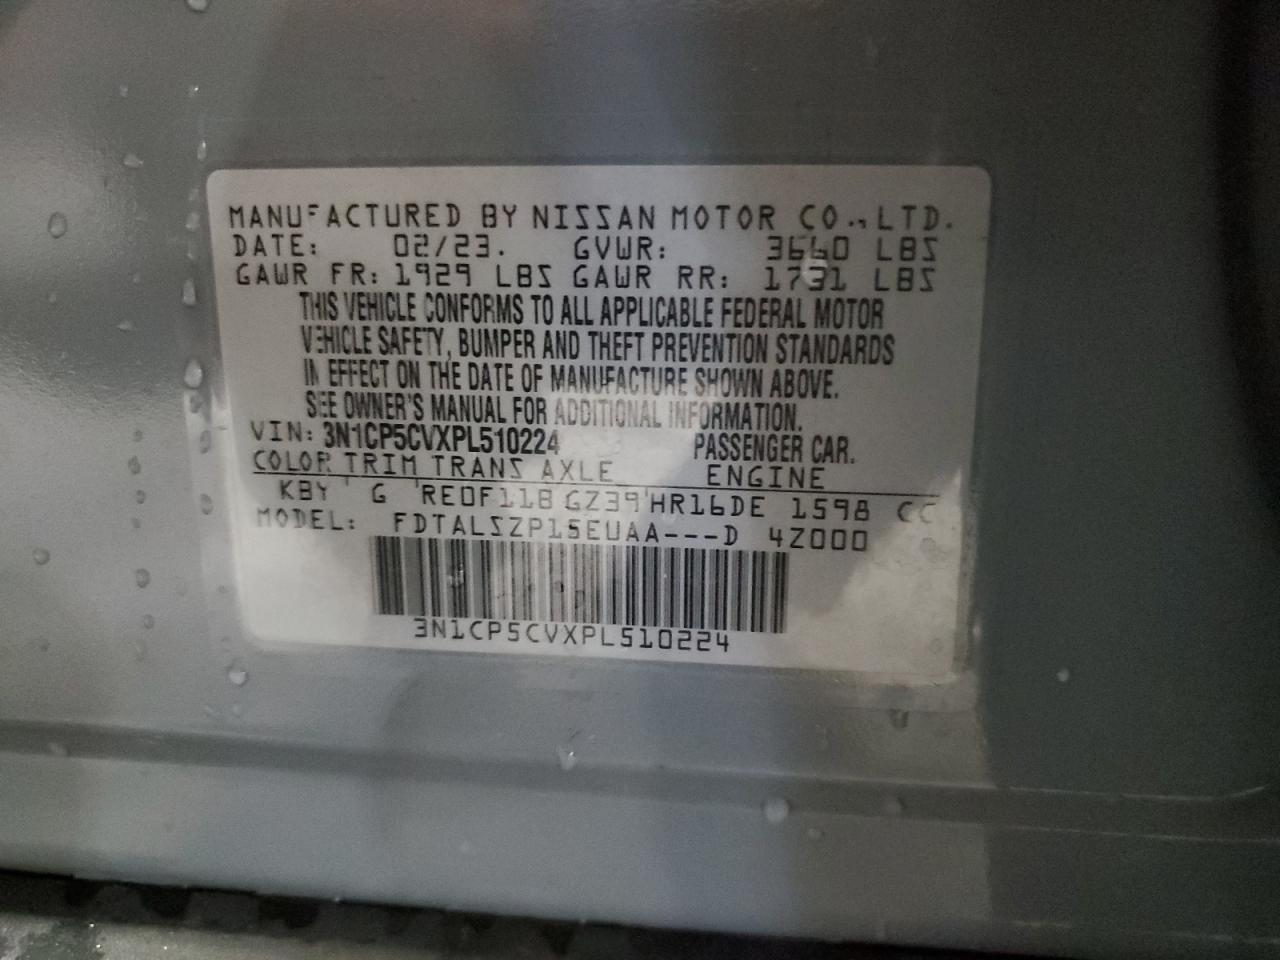 MANUFACTURED BY NISSAN MOTOR CO., LTD.
DATE: 02/23. GVWR: 3660 LBS
GAWR FR: 1929 LBS GAWR RR: 1731 LBS
THIS VEHICLE CONFORMS TO ALL APPLICABLE FEDERAL MOTOR
VEHICLE SAFETY, BUMPER AND THEFT PREVENTION STANDARDS
IN EFFECT ON THE DATE OF MANUFACTURE SHOWN ABOVE.
SEE OWNER'S MANUAL FOR ADDITIONAL INFORMATION.
VIN: 3N1CP5CVXPL510224 PASSENGER CAR.
COLOR TRIM TRANS AXLE ENGINE
KBY G RE0F11B GZ39 HR16DE 1598 CC
MODEL: FDTALSZP15EUAA---D 4Z000
3N1CP5CVXPL510224